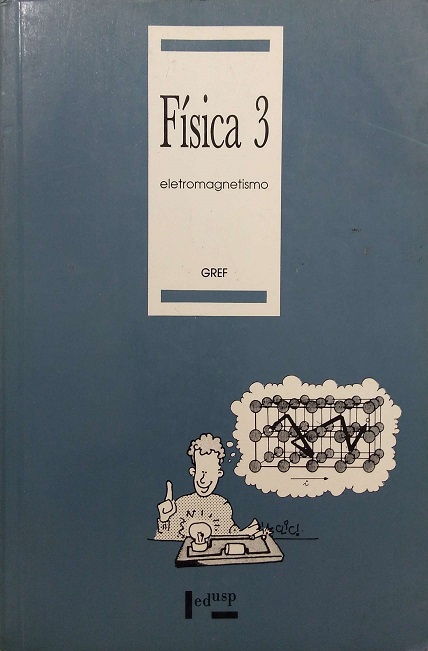 Física 3
eletromagnetismo
GREF
i
CLIC!
edusp